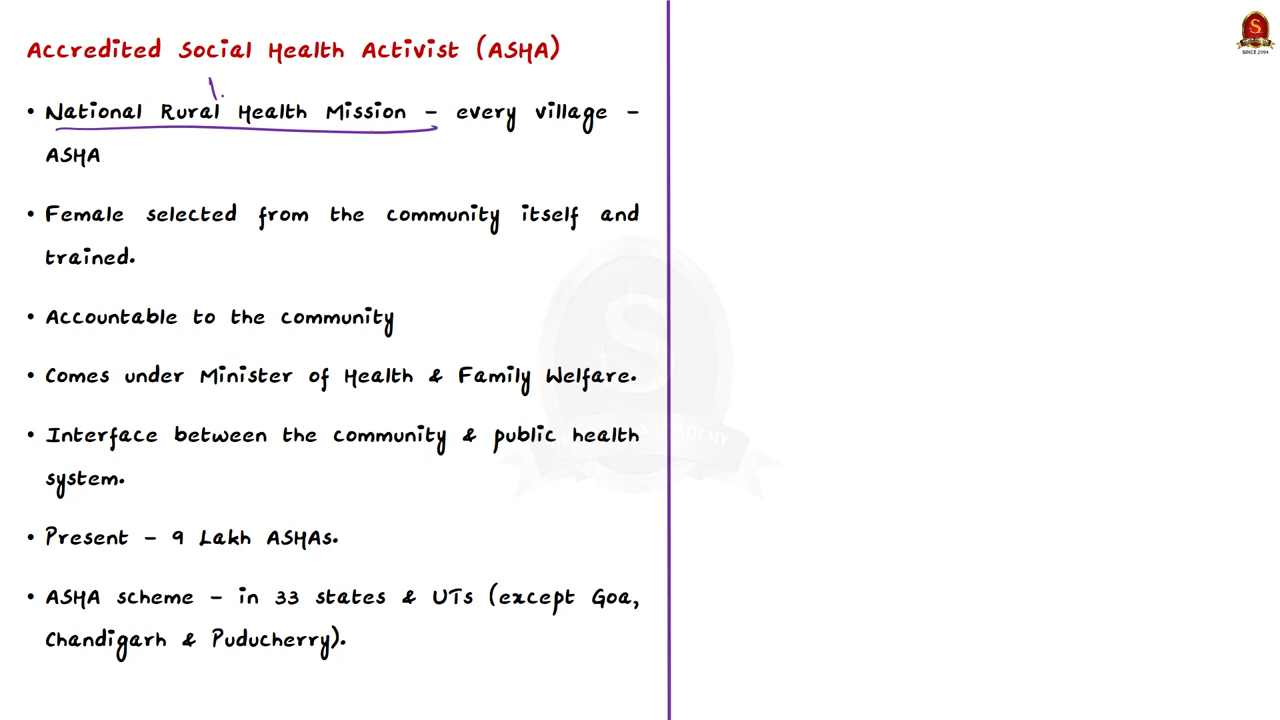 Accredited Social Health Activist (ASHA)
• National Rural Health Mission – every village –
ASHA
• Female selected from the community itself and
trained.
• Accountable to the community
• Comes under Minister of Health & Family Welfare.
• Interface between the community & public health
system.
• Present – 9 Lakh ASHAs.
• ASHA scheme – in 33 states & UTs (except Goa,
Chandigarh & Puducherry).
S
SINCE 2004